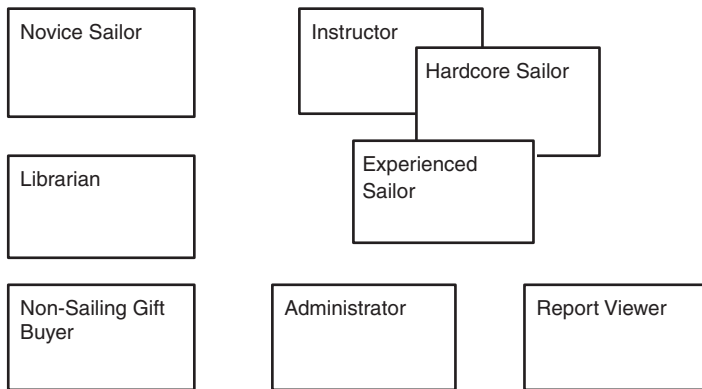 Novice Sailor
Instructor
Hardcore Sailor
Experienced
Sailor
Librarian
Non-Sailing Gift
Buyer
Administrator
Report Viewer